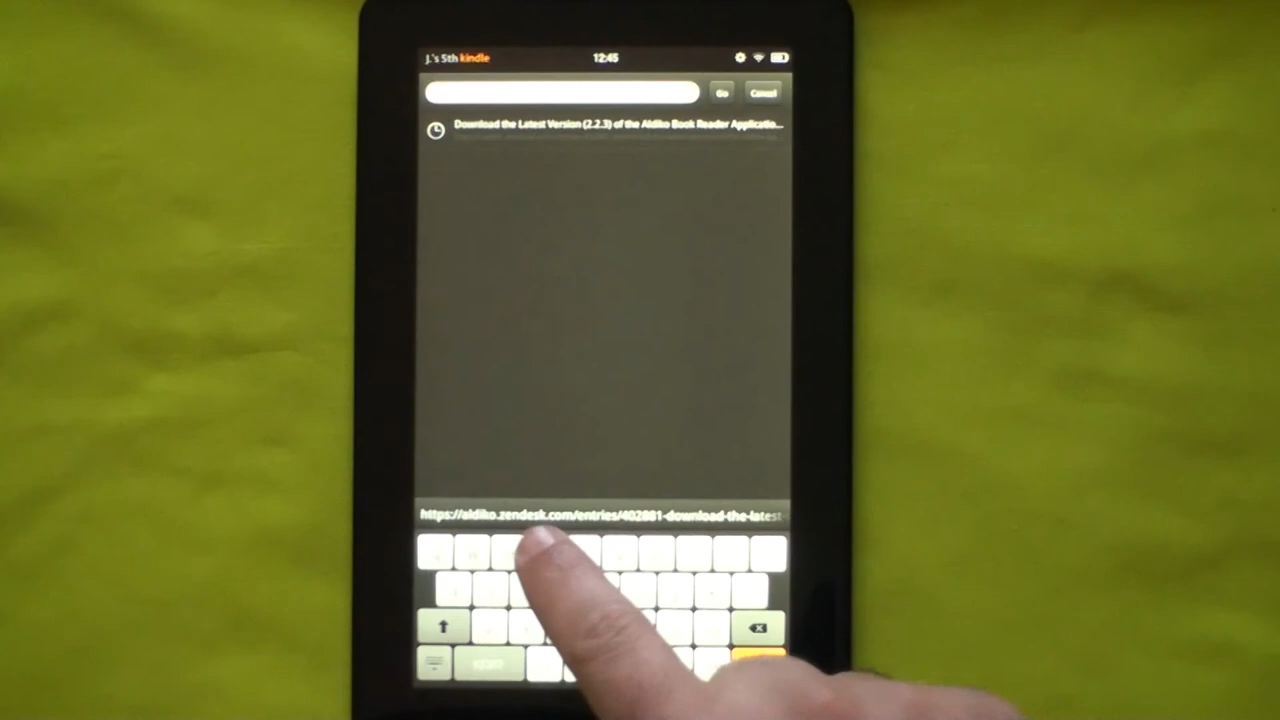 J.'s 5th kindle
12:45
Go
Cancel
Download the Latest Version (2.2.3) of the Aldiko Book Reader Applicatio...
https://aldiko.zendesk.com/entries/402881-download-the-latest